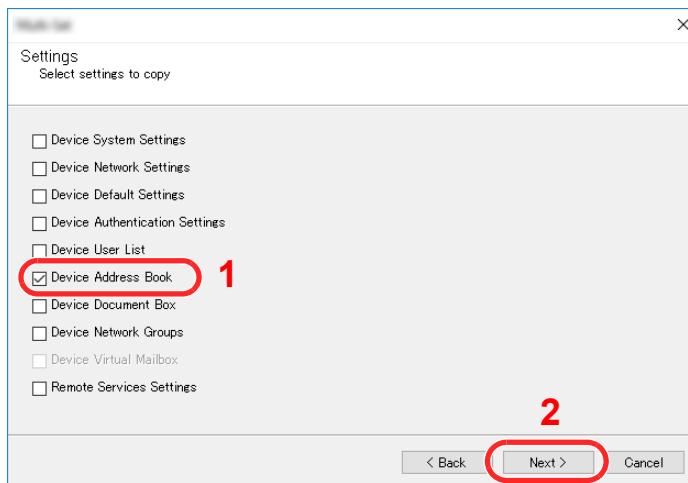 Settings
Select settings to copy
Device System Settings
Device Network Settings
Device Default Settings
Device Authentication Settings
Device User List
Device Address Book 1
Device Document Box
Device Network Groups
Device Virtual Mailbox
Remote Services Settings
2
< Back Next > Cancel